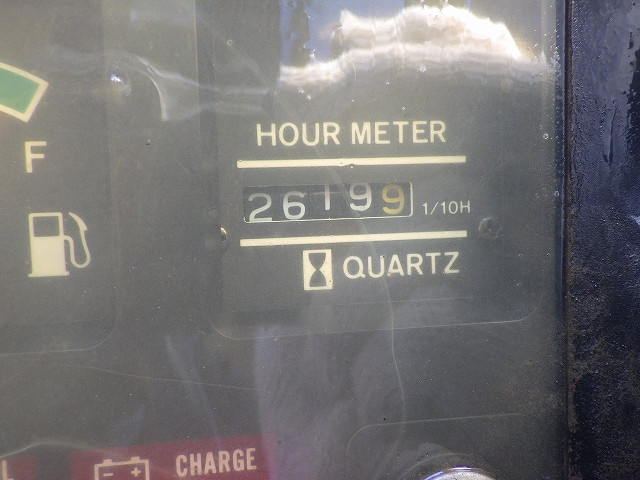 HOUR METER
26199 1/10H
QUARTZ
F
CHARGE